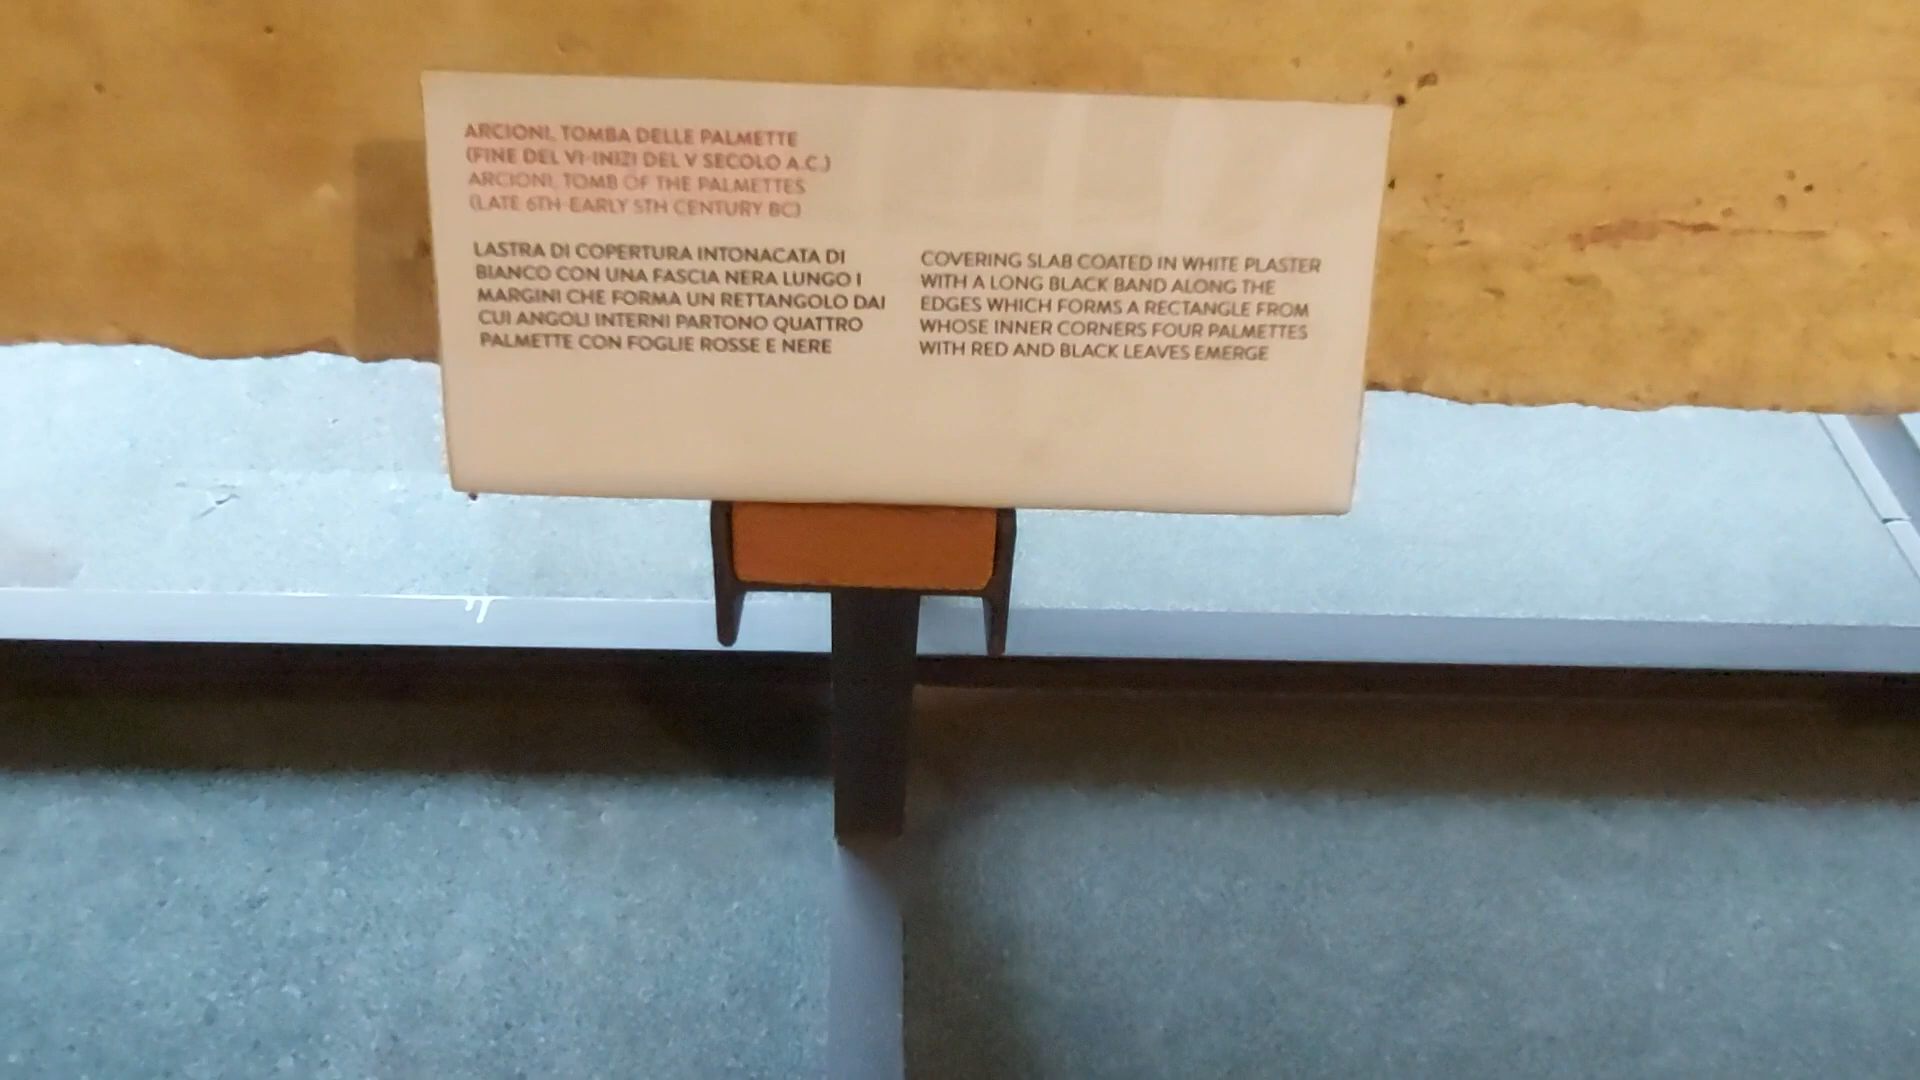 ARCIONI, TOMBA DELLE PALMETTE
(FINE DEL VI-INIZI DEL V SECOLO A.C.)
ARCIONI, TOMB OF THE PALMETTES
(LATE 6TH-EARLY 5TH CENTURY BC)
LASTRA DI COPERTURA INTONACATA DI
BIANCO CON UNA FASCIA NERA LUNGO I
MARGINI CHE FORMA UN RETTANGOLO DAI
CUI ANGOLI INTERNI PARTONO QUATTRO
PALMETTE CON FOGLIE ROSSE E NERE
COVERING SLAB COATED IN WHITE PLASTER
WITH A LONG BLACK BAND ALONG THE
EDGES WHICH FORMS A RECTANGLE FROM
WHOSE INNER CORNERS FOUR PALMETTES
WITH RED AND BLACK LEAVES EMERGE